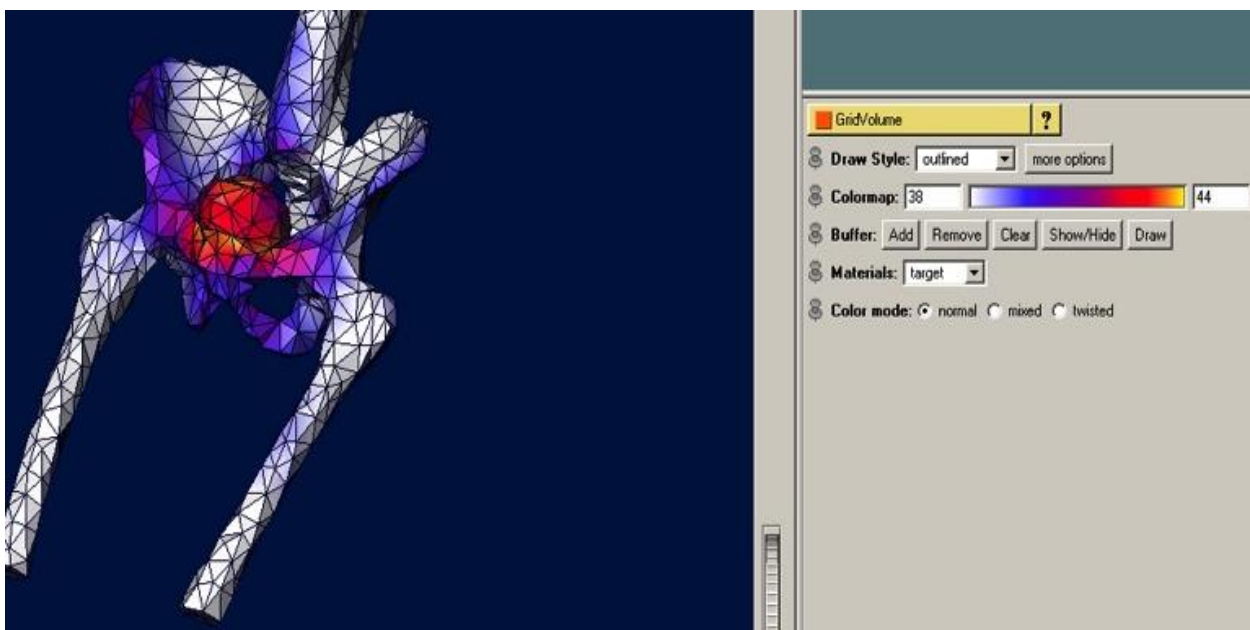 GridVolume ?
Draw Style: outlined more options
Colormap: 38 44
Buffer: Add Remove Clear Show/Hide Draw
Materials: target
Color mode: normal mixed twisted